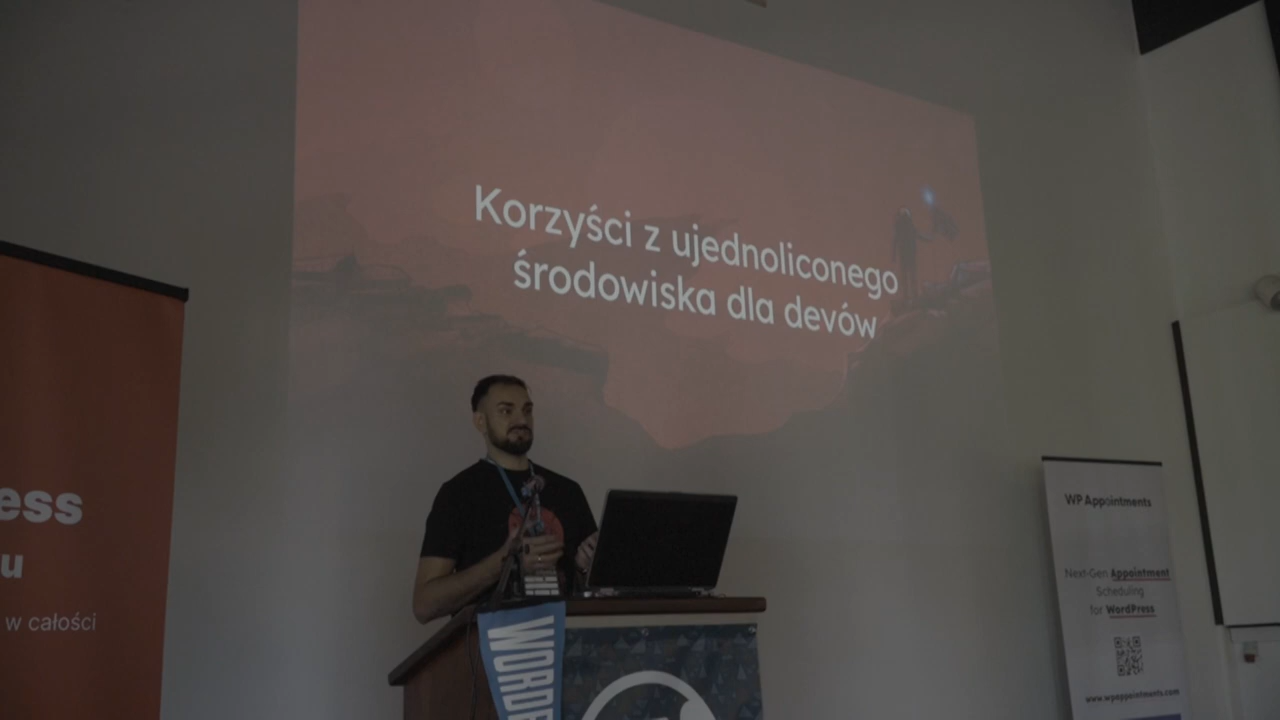 Korzyści z ujednoliconego
środowiska dla devów
ess
u
w całości
WORD
WP Appointments
Next-Gen Appointment
Scheduling
for WordPress
www.wpappointments.com